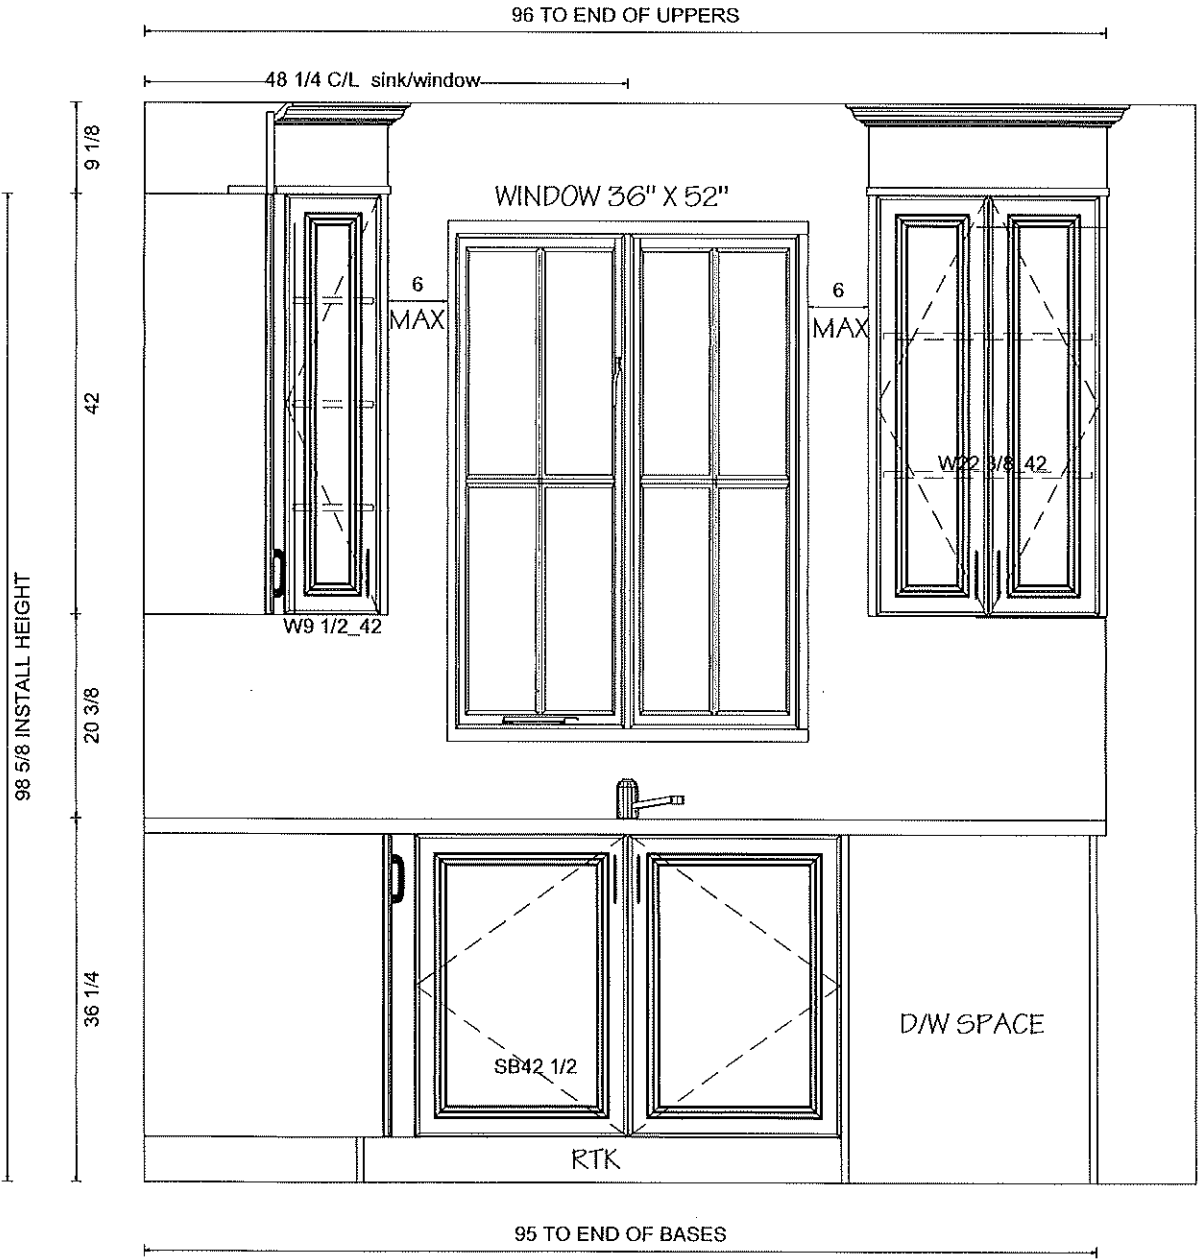 96 TO END OF UPPERS
48 1/4 C/L sink/window
9 1/8
WINDOW 36" X 52"
6
MAX
6
MAX
42
W22 3/8_42
W9 1/2_42
98 5/8 INSTALL HEIGHT
20 3/8
36 1/4
D/W SPACE
SB42 1/2
RTK
95 TO END OF BASES